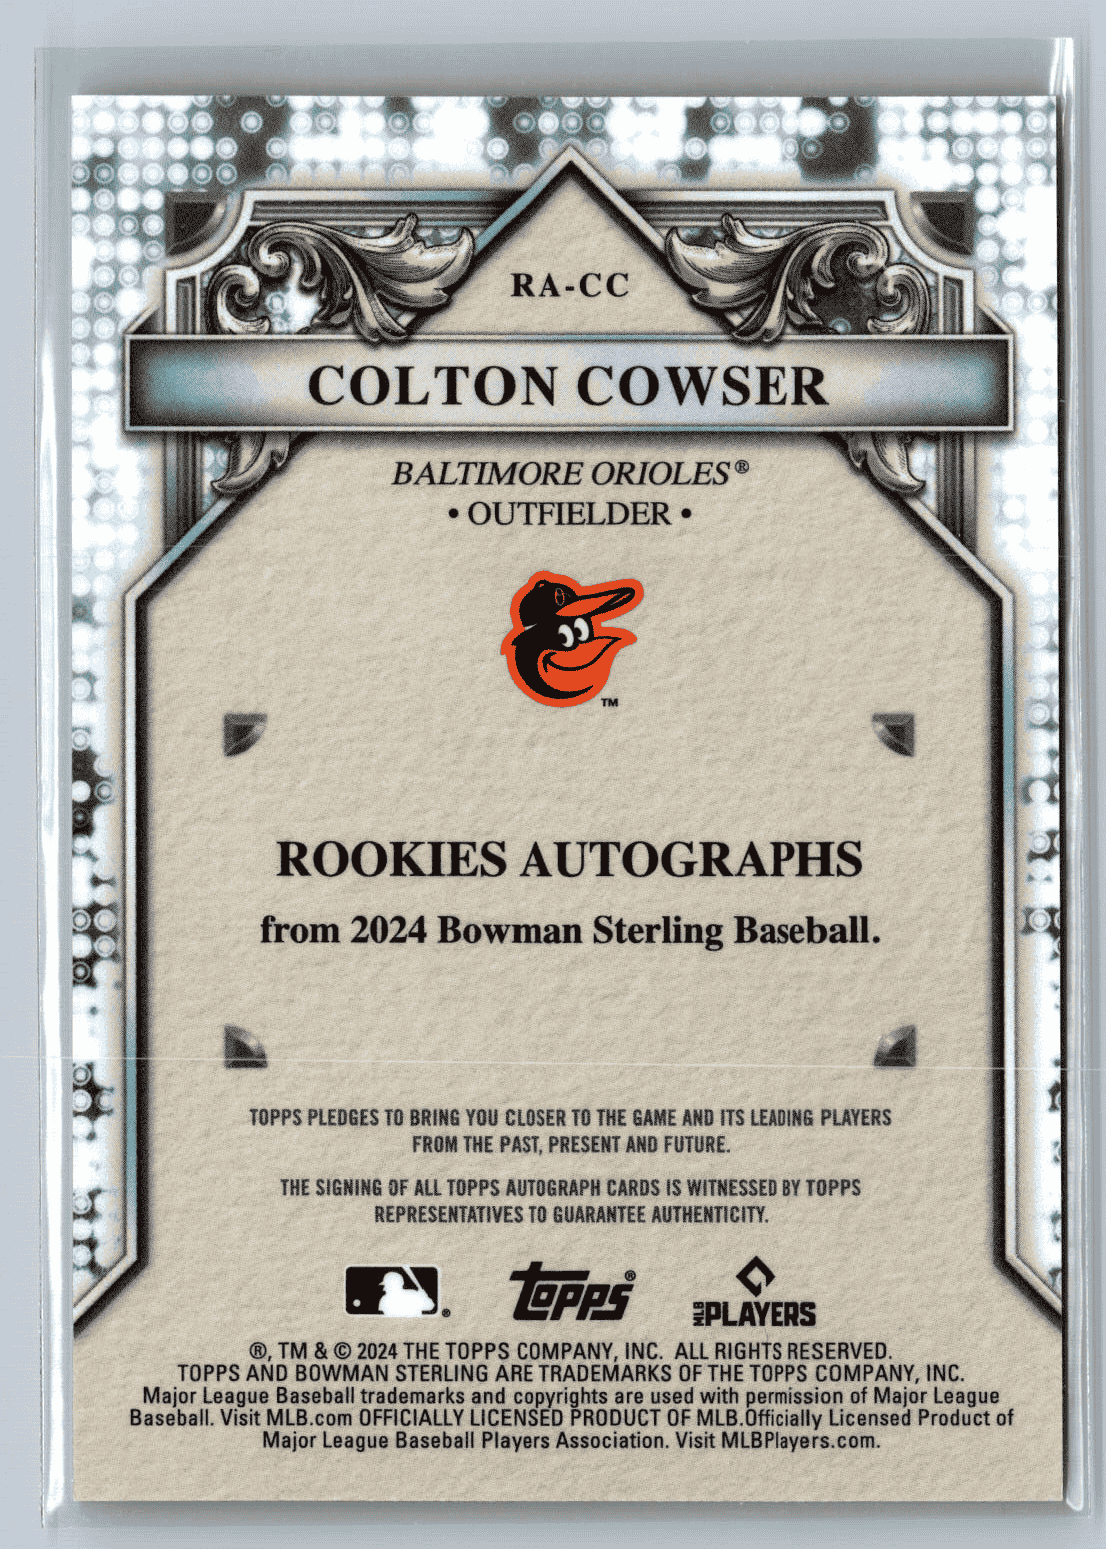 RA-CC
COLTON COWSER
BALTIMORE ORIOLES®
• OUTFIELDER •
TM
ROOKIES AUTOGRAPHS
from 2024 Bowman Sterling Baseball.
TOPPS PLEDGES TO BRING YOU CLOSER TO THE GAME AND ITS LEADING PLAYERS
FROM THE PAST, PRESENT AND FUTURE.
THE SIGNING OF ALL TOPPS AUTOGRAPH CARDS IS WITNESSED BY TOPPS
REPRESENTATIVES TO GUARANTEE AUTHENTICITY.
® topps® MLB PLAYERS
®, TM & © 2024 THE TOPPS COMPANY, INC. ALL RIGHTS RESERVED.
TOPPS AND BOWMAN STERLING ARE TRADEMARKS OF THE TOPPS COMPANY, INC.
Major League Baseball trademarks and copyrights are used with permission of Major League
Baseball. Visit MLB.com OFFICIALLY LICENSED PRODUCT OF MLB.Officially Licensed Product of
Major League Baseball Players Association. Visit MLBPlayers.com.